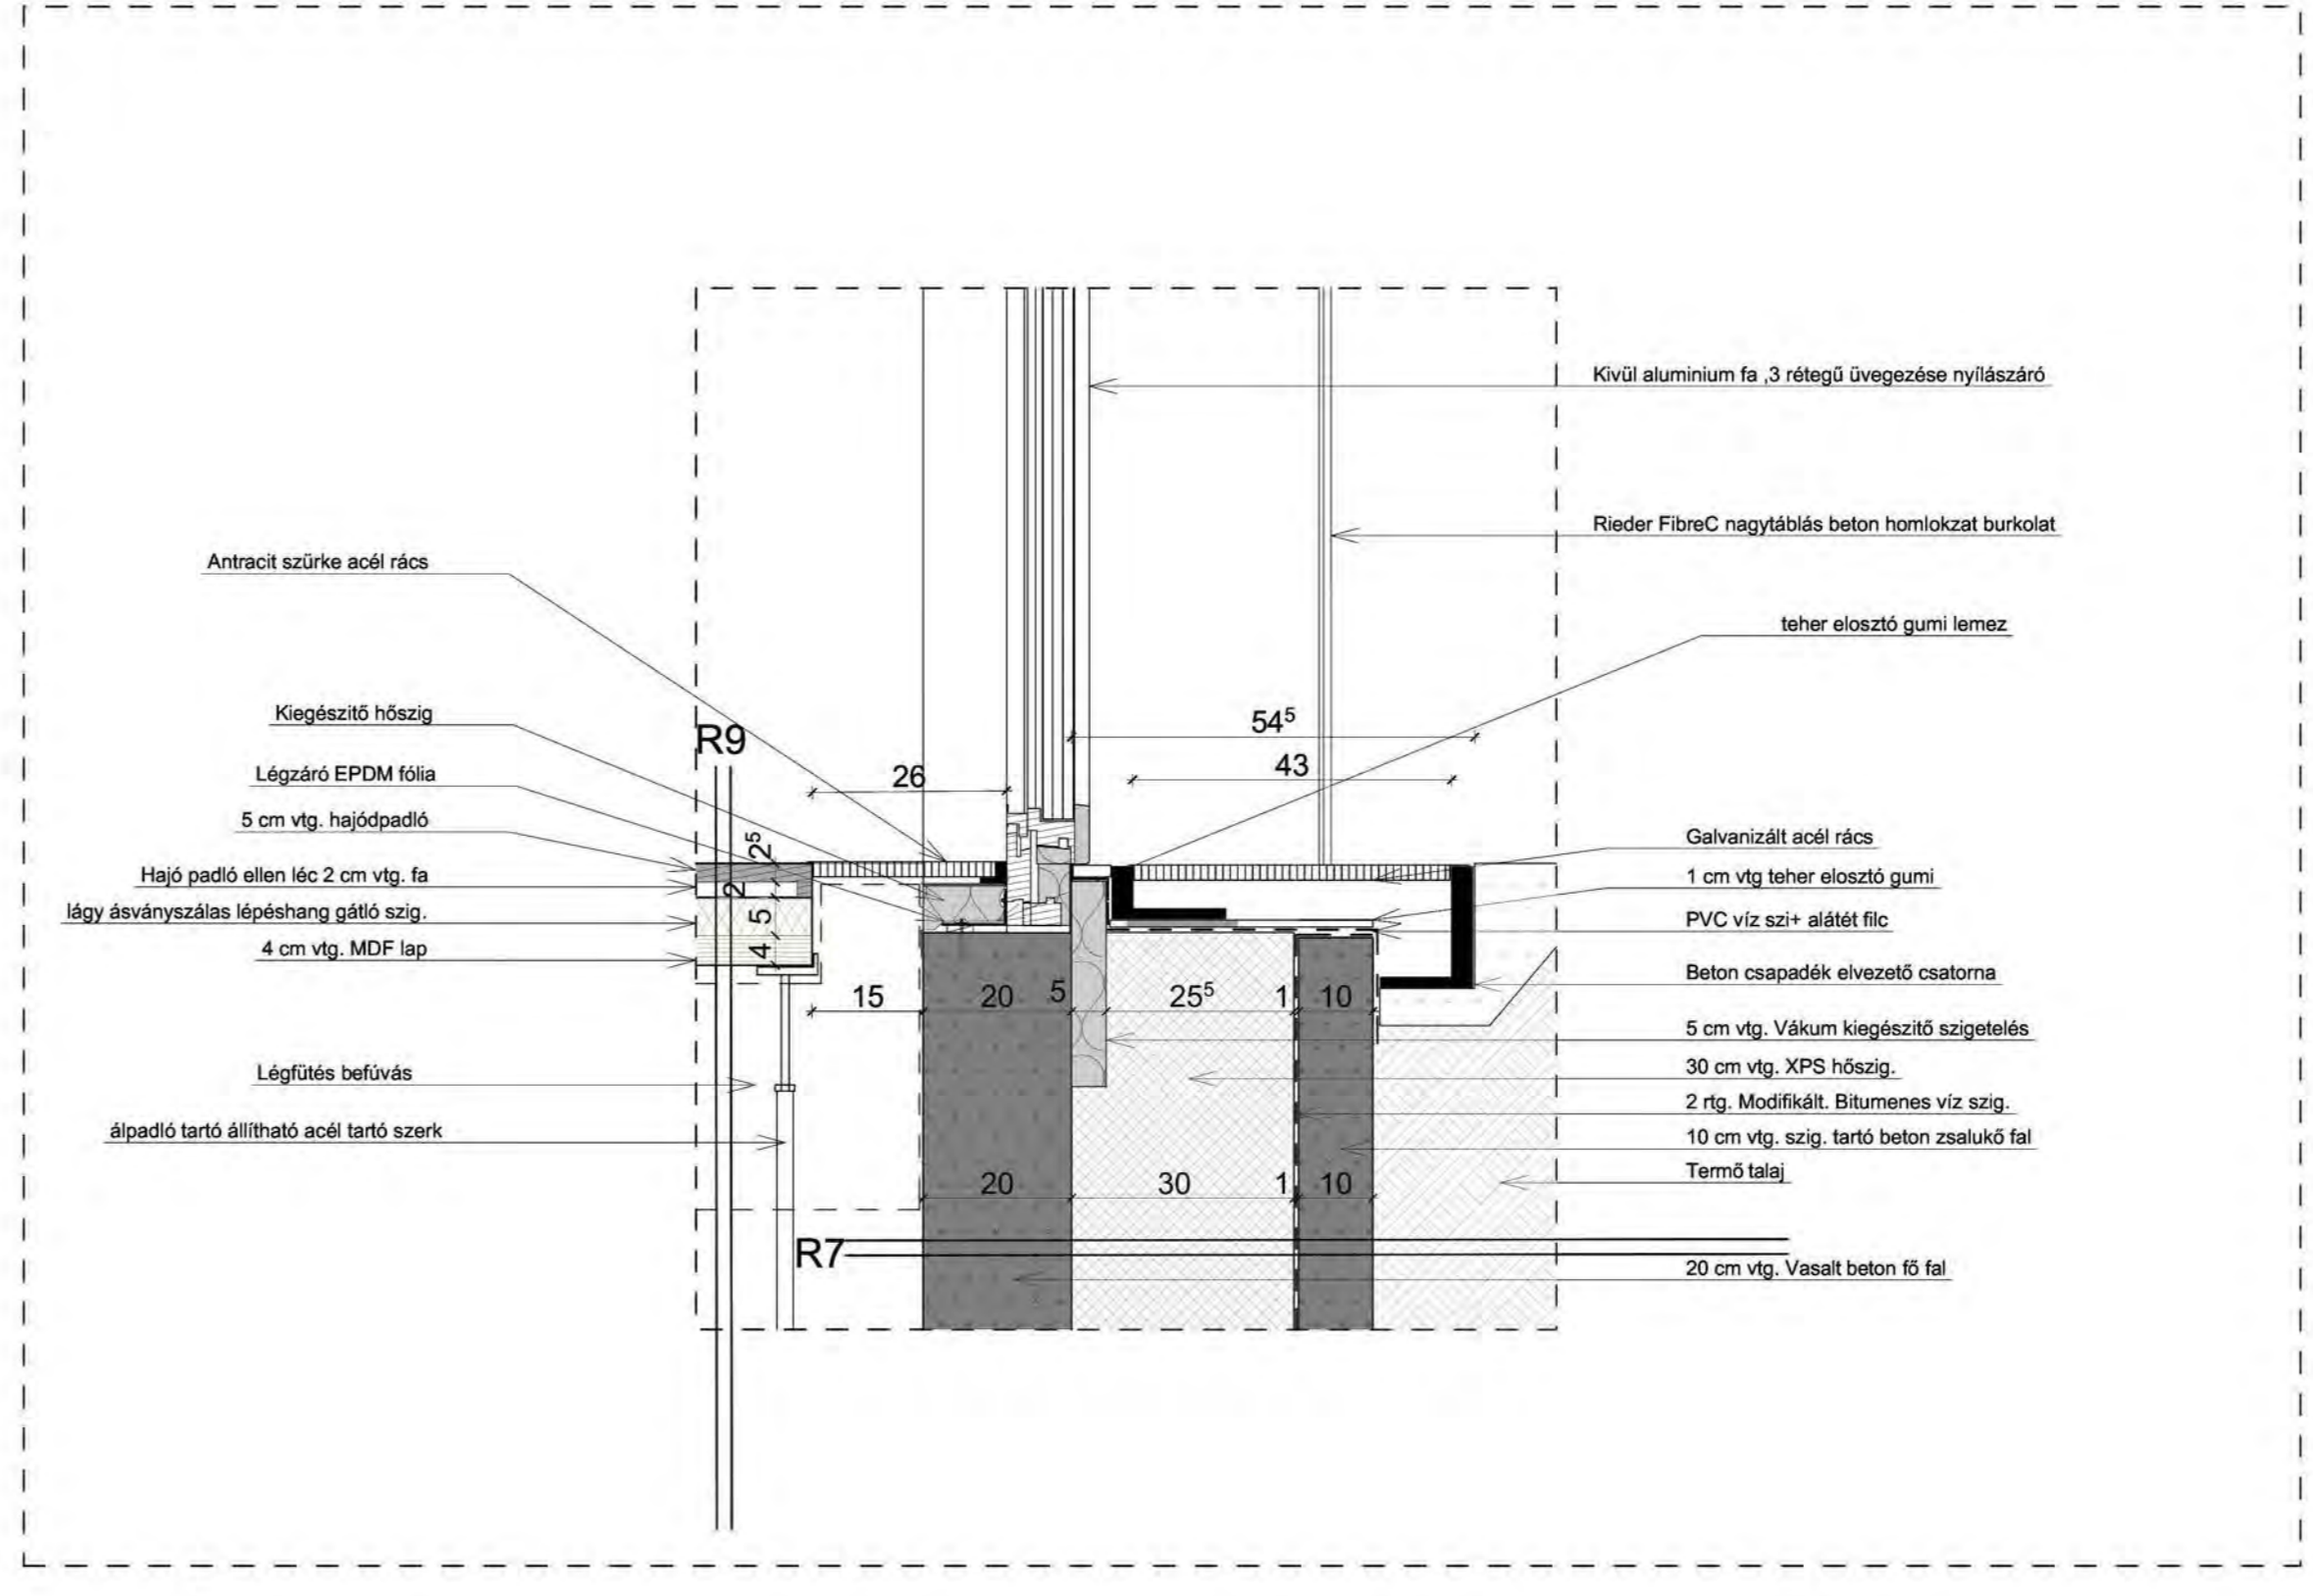 Kivül aluminium fa ,3 rétegű üvegezése nyílászáró
Rieder FibreC nagytáblás beton homlokzat burkolat
Antracit szürke acél rács
teher elosztó gumi lemez
Kiegészitő hőszig
R9
54⁵
43
26
Légzáró EPDM fólia
5 cm vtg. hajódpadló
2⁵
Galvanizált acél rács
Hajó padló ellen léc 2 cm vtg. fa
2
1 cm vtg teher elosztó gumi
lágy ásványszálas lépéshang gátló szig.
5
PVC víz szi+ alátét filc
4 cm vtg. MDF lap
4
Beton csapadék elvezető csatorna
15 20 5 25⁵ 1 10
5 cm vtg. Vákum kiegészitő szigetelés
Légfütés befúvás
30 cm vtg. XPS hőszig.
2 rtg. Modifikált. Bitumenes víz szig.
álpadló tartó állítható acél tartó szerk
10 cm vtg. szig. tartó beton zsalukő fal
Termő talaj
20 30 1 10
R7
20 cm vtg. Vasalt beton fő fal